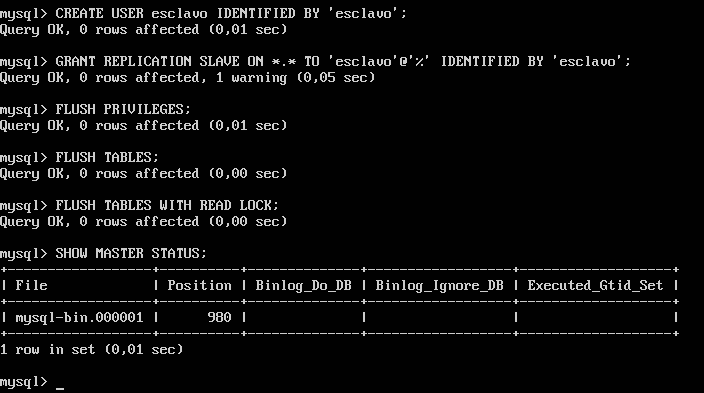 mysql> CREATE USER esclavo IDENTIFIED BY 'esclavo';
Query OK, 0 rows affected (0,01 sec)
mysql> GRANT REPLICATION SLAVE ON *.* TO 'esclavo'@'%' IDENTIFIED BY 'esclavo';
Query OK, 0 rows affected, 1 warning (0,05 sec)
mysql> FLUSH PRIVILEGES;
Query OK, 0 rows affected (0,01 sec)
mysql> FLUSH TABLES;
Query OK, 0 rows affected (0,00 sec)
mysql> FLUSH TABLES WITH READ LOCK;
Query OK, 0 rows affected (0,00 sec)
mysql> SHOW MASTER STATUS;
+------------------+----------+--------------+------------------+-------------------+
| File             | Position | Binlog_Do_DB | Binlog_Ignore_DB | Executed_Gtid_Set |
+------------------+----------+--------------+------------------+-------------------+
| mysql-bin.000001 |      980 |              |                  |                   |
+------------------+----------+--------------+------------------+-------------------+
1 row in set (0,01 sec)
mysql> _